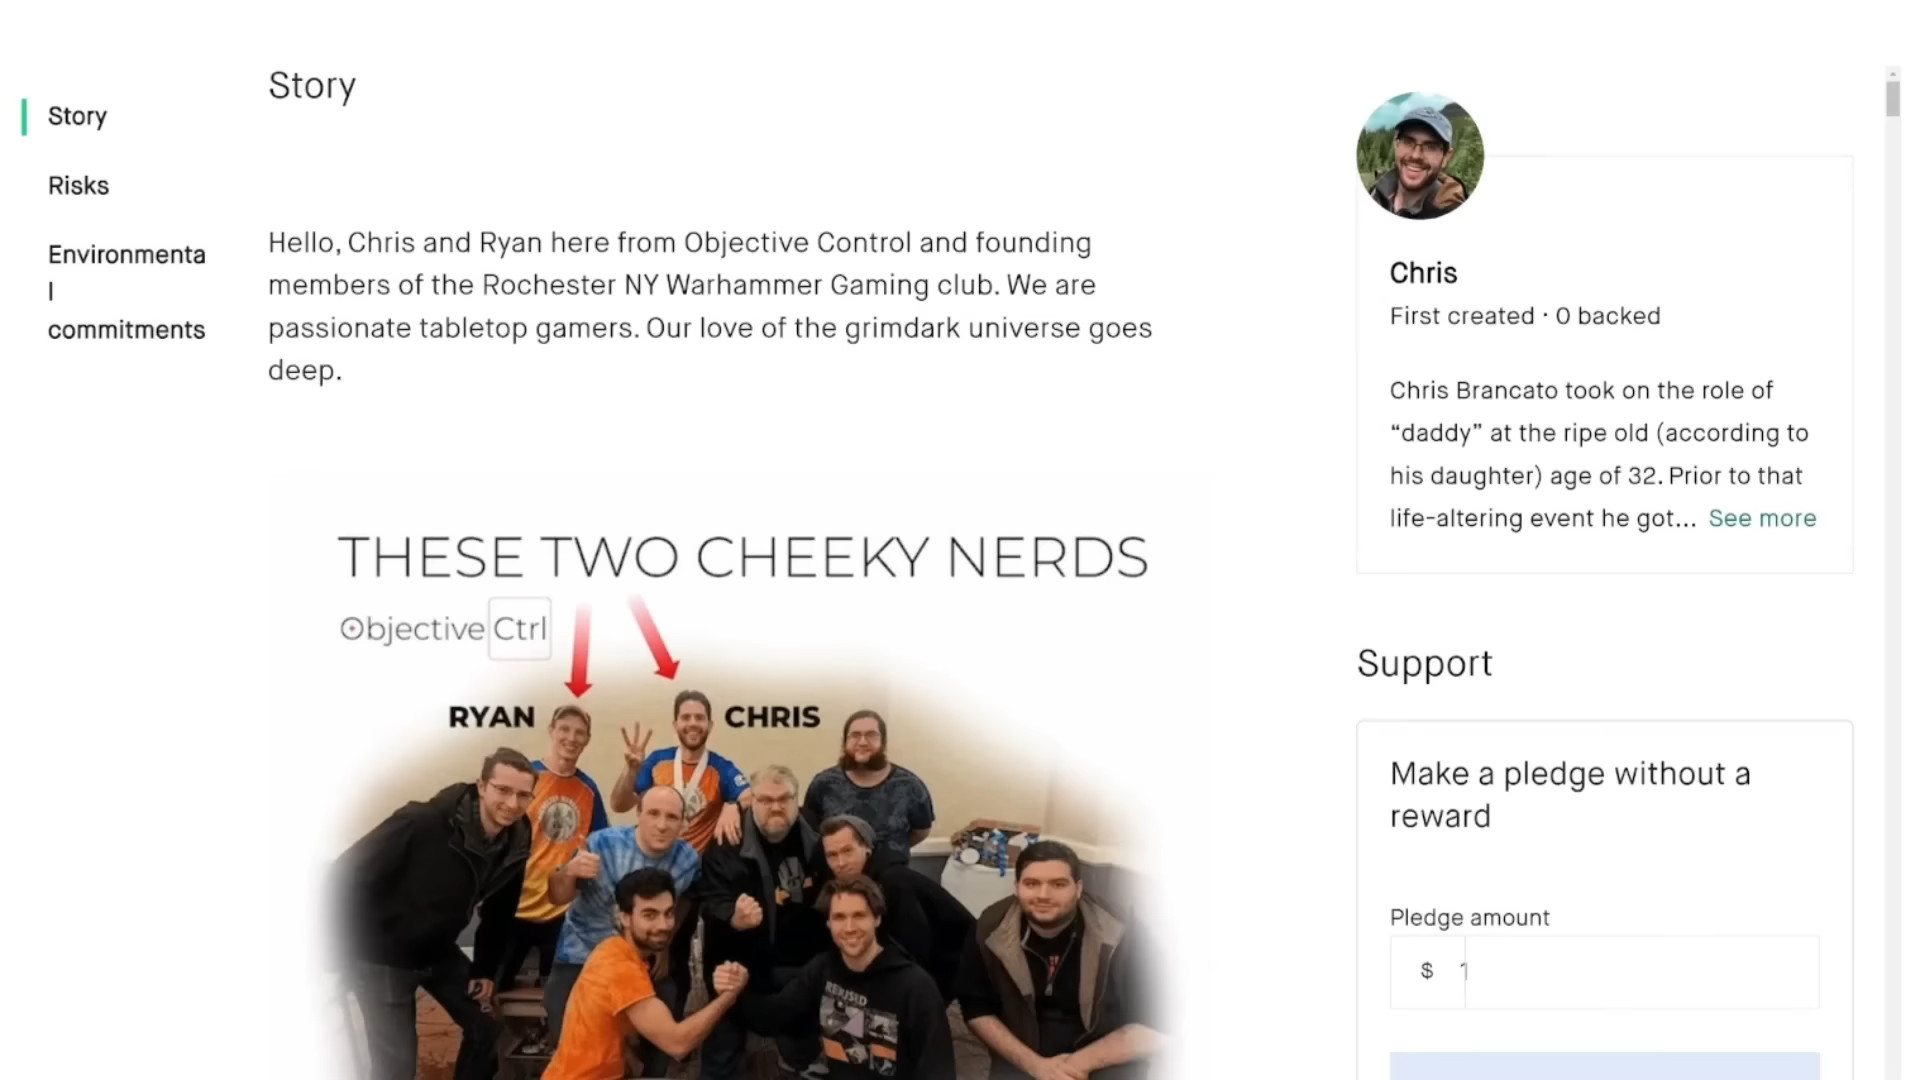 Story
Risks
Environmenta
l
commitments
Story
Hello, Chris and Ryan here from Objective Control and founding
members of the Rochester NY Warhammer Gaming club. We are
passionate tabletop gamers. Our love of the grimdark universe goes
deep.
THESE TWO CHEEKY NERDS
Objective Ctrl
RYAN
CHRIS
REFUSED
Chris
First created · 0 backed
Chris Brancato took on the role of
“daddy” at the ripe old (according to
his daughter) age of 32. Prior to that
life-altering event he got... See more
Support
Make a pledge without a
reward
Pledge amount
$ 1